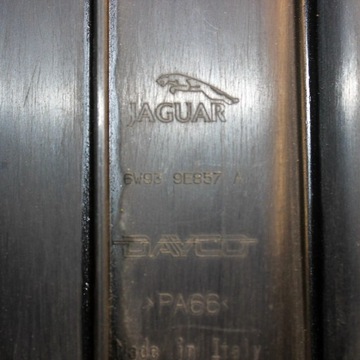 JAGUAR
6W93 9E657 A
DAYCO
>PA66<
Made in Italy